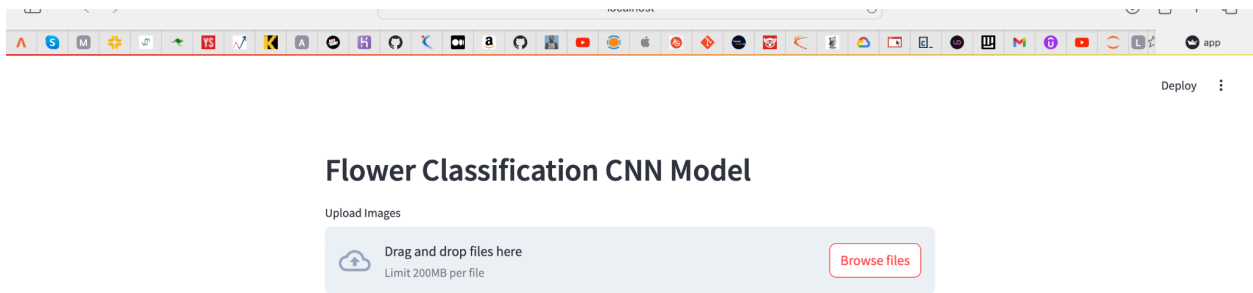 localhost
app
Deploy
Flower Classification CNN Model
Upload Images
Drag and drop files here
Limit 200MB per file
Browse files